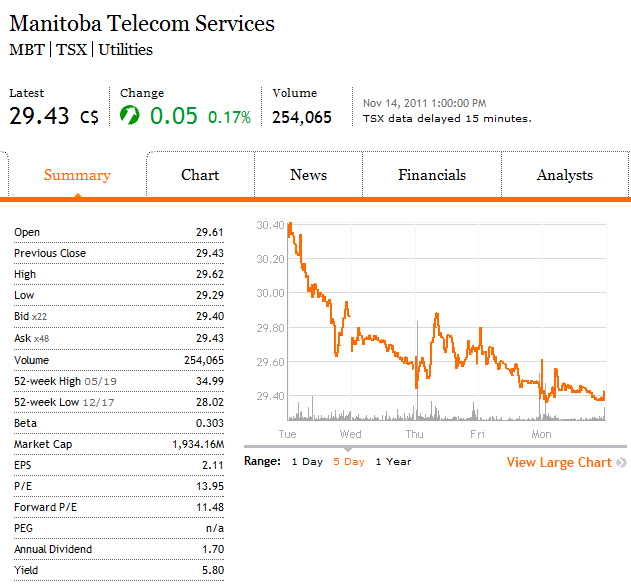 Manitoba Telecom Services
MBT | TSX | Utilities
Latest
29.43 C$
Change
0.05 0.17%
Volume
254,065
Nov 14, 2011 1:00:00 PM
TSX data delayed 15 minutes.
Summary
Chart
News
Financials
Analysts
Open 29.61
Previous Close 29.43
High 29.62
Low 29.29
Bid x22 29.40
Ask x48 29.43
Volume 254,065
52-week High 05/19 34.99
52-week Low 12/17 28.02
Beta 0.303
Market Cap 1,934.16M
EPS 2.11
P/E 13.95
Forward P/E 11.48
PEG n/a
Annual Dividend 1.70
Yield 5.80
30.40
30.20
30.00
29.80
29.60
29.40
Tue Wed Thu Fri Mon
Range: 1 Day 5 Day 1 Year
View Large Chart